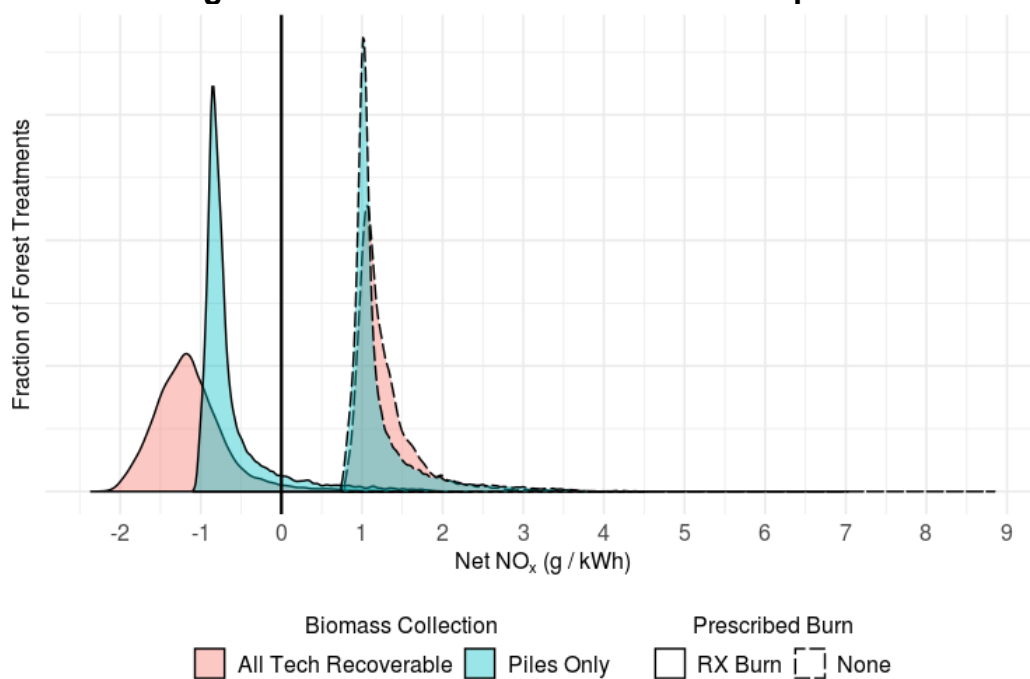 Fraction of Forest Treatments
-2 -1 0 1 2 3 4 5 6 7 8 9
Net NOx (g / kWh)
Biomass Collection Prescribed Burn
All Tech Recoverable Piles Only RX Burn None